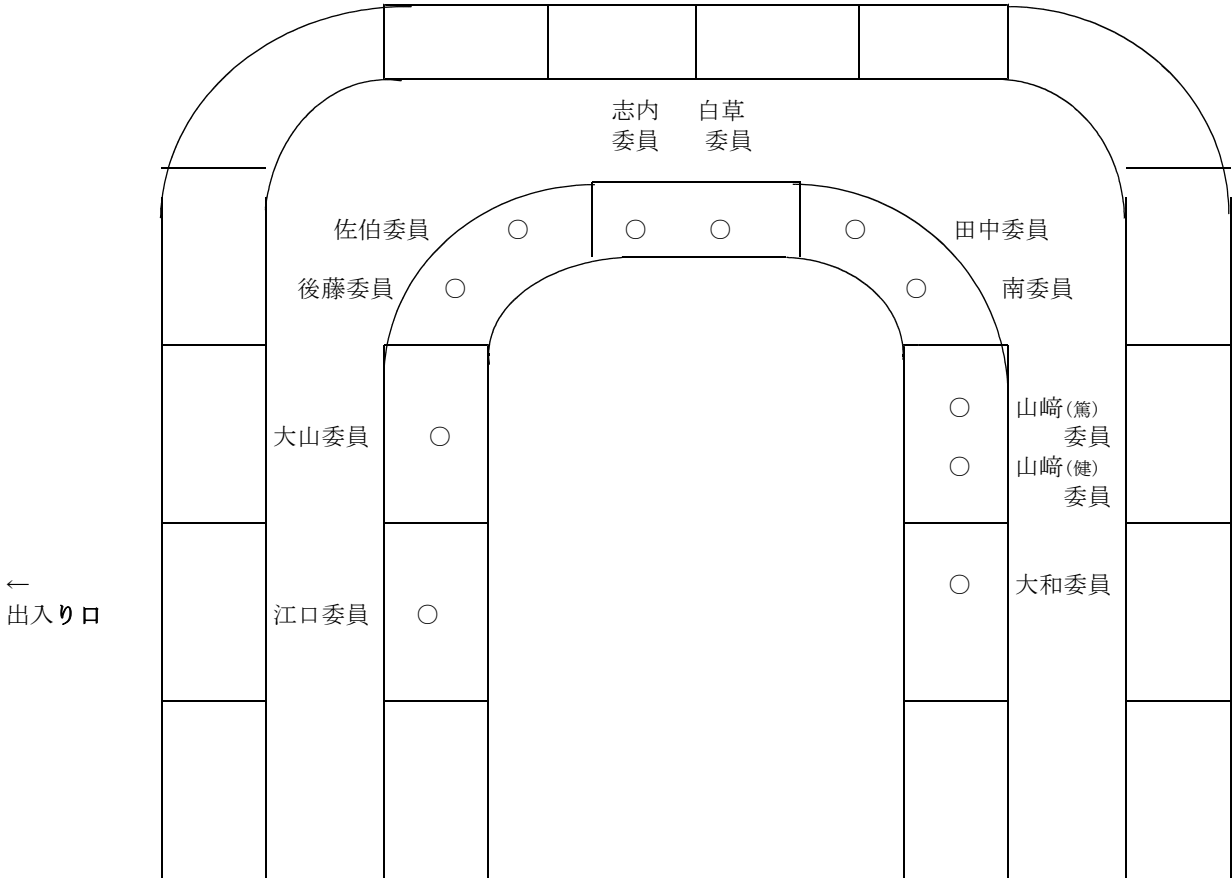 志内 白草
委員 委員
佐伯委員 ○ ○ ○ ○ 田中委員
後藤委員 ○ ○ 南委員
○ 山﨑(篤)
大山委員 ○ 委員
○ 山﨑(健)
委員
←
○ 大和委員
出入り口 江口委員 ○